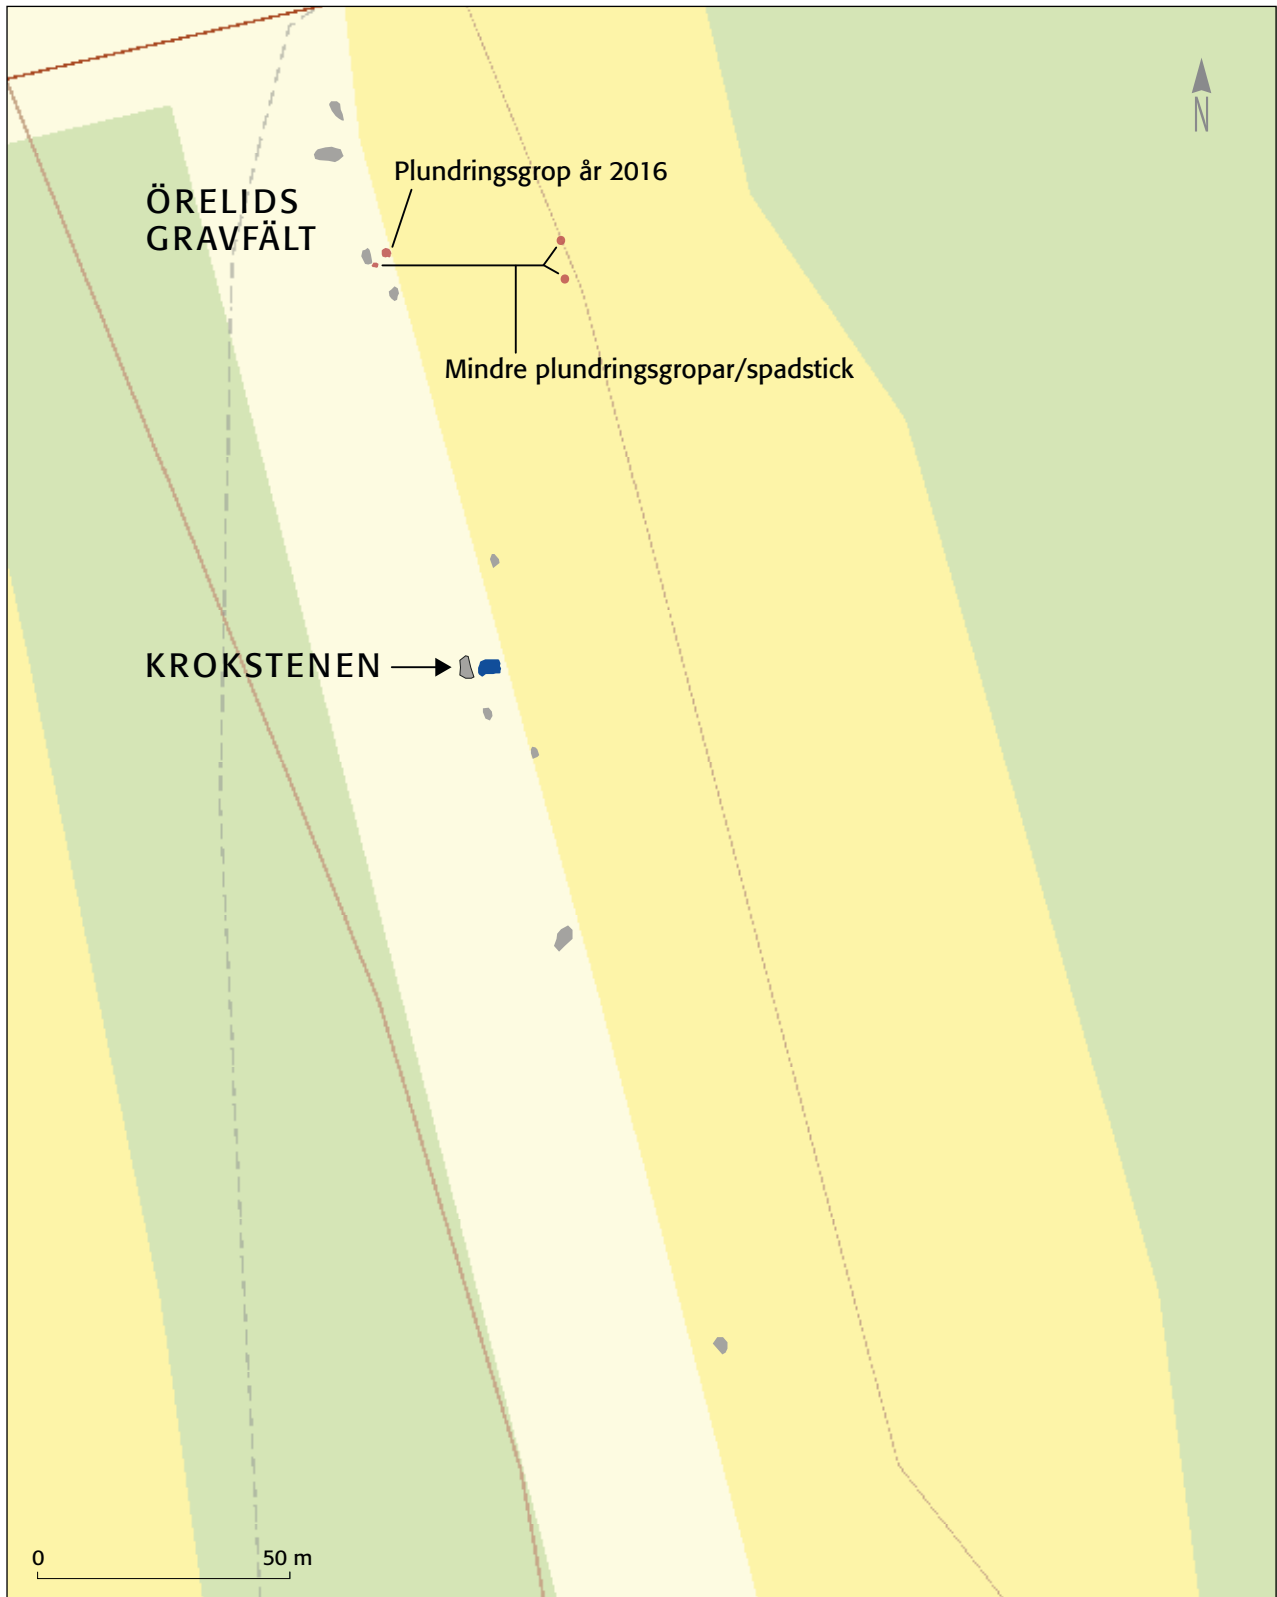 N
Plundringsgrop år 2016
ÖRELIDS
GRAVFÄLT
Mindre plundringsgropar/spadstick
KROKSTENEN
0 50 m